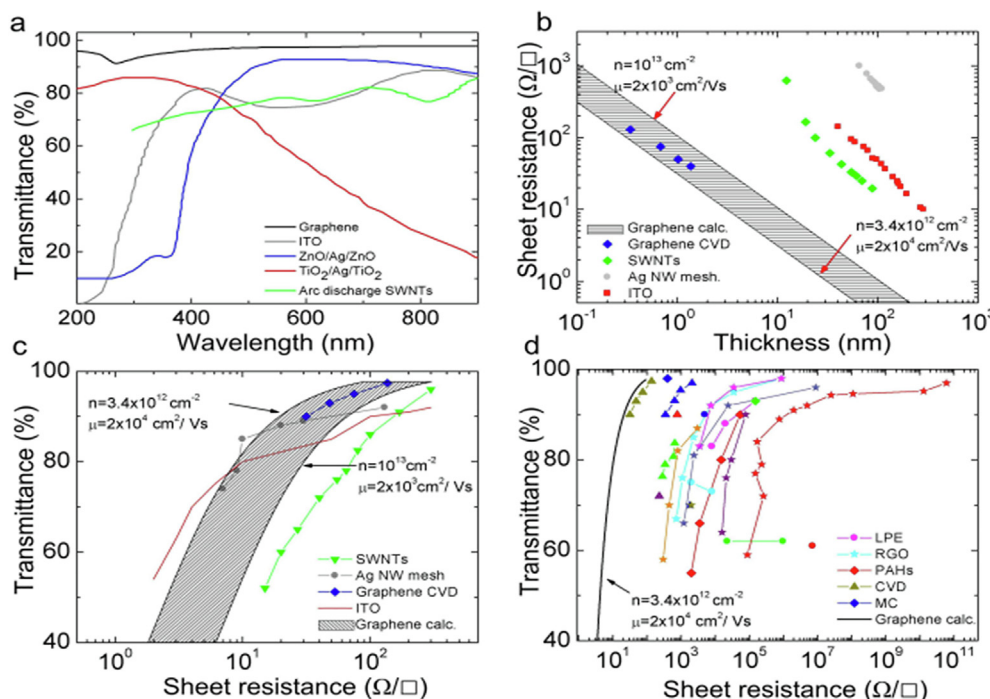 a
Transmittance (%)
100
80
60
40
20
200
400
600
800
Wavelength (nm)
Graphene
ITO
ZnO/Ag/ZnO
TiO₂/Ag/TiO₂
Arc discharge SWNTs
b
Sheet resistance (Ω/□)
10³
10²
10¹
10⁰
10⁻¹
10⁰
10¹
10²
10³
Thickness (nm)
n=10¹³ cm⁻²
μ=2x10³ cm²/Vs
n=3.4x10¹² cm⁻²
μ=2x10⁴ cm²/Vs
Graphene calc.
Graphene CVD
SWNTs
Ag NW mesh.
ITO
c
Transmittance (%)
100
80
60
40
10⁰
10¹
10²
Sheet resistance (Ω/□)
n=3.4x10¹² cm⁻²
μ=2x10⁴ cm²/ Vs
n=10¹³cm⁻²
μ=2x10³cm²/ Vs
SWNTs
Ag NW mesh
Graphene CVD
ITO
Graphene calc.
d
Transmittance (%)
100
80
60
40
10¹
10³
10⁵
10⁷
10⁹
10¹¹
Sheet resistance (Ω/□)
n=3.4x10¹² cm⁻²
μ=2x10⁴ cm²/ Vs
LPE
RGO
PAHs
CVD
MC
Graphene calc.